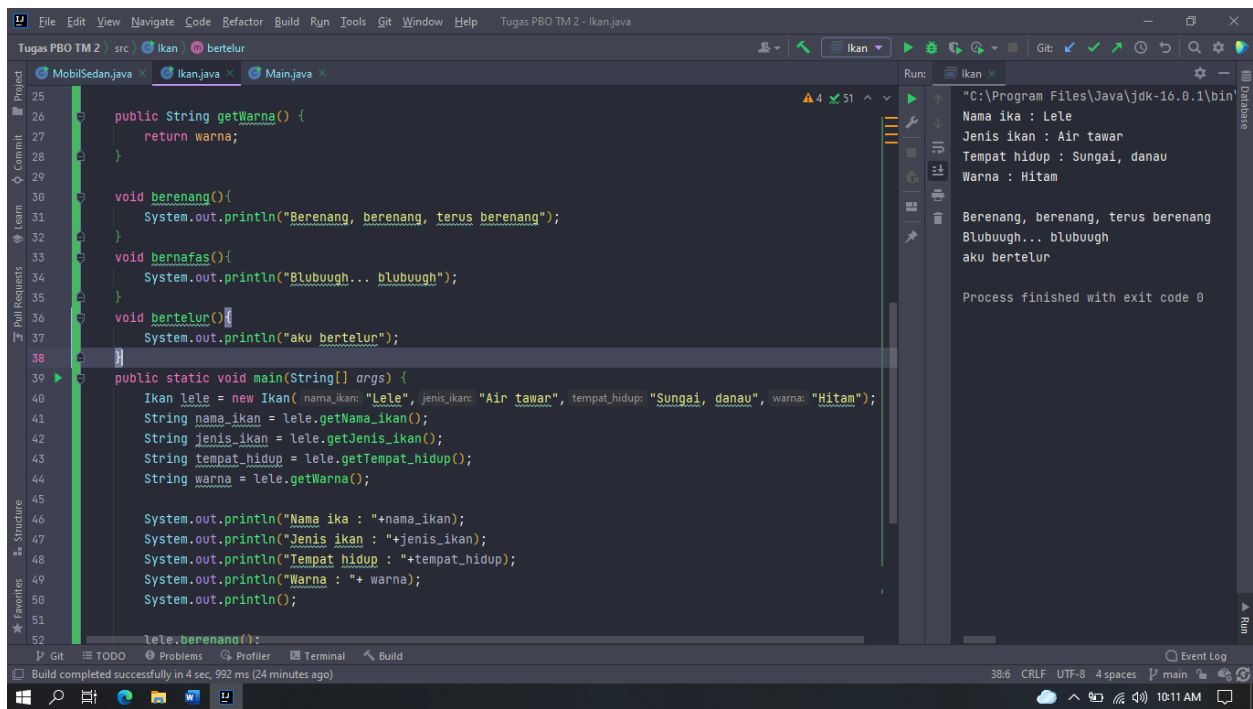 File Edit View Navigate Code Refactor Build Run Tools Git Window Help Tugas PBO TM 2 - Ikan.java
Tugas PBO TM 2 src Ikan bertelur Ikan Git:
MobilSedan.java Ikan.java Main.java Run: Ikan
Project
Commit
Learn
Pull Requests
Structure
Favorites
25
26 public String getWarna() {
27 return warna;
28 }
29
30 void berenang(){
31 System.out.println("Berenang, berenang, terus berenang");
32 }
33 void bernafas(){
34 System.out.println("Blubuugh... blubuugh");
35 }
36 void bertelur(){
37 System.out.println("aku bertelur");
38 }
39 public static void main(String[] args) {
40 Ikan lele = new Ikan( nama_ikan: "Lele", jenis_ikan: "Air tawar", tempat_hidup: "Sungai, danau", warna: "Hitam");
41 String nama_ikan = lele.getNama_ikan();
42 String jenis_ikan = lele.getJenis_ikan();
43 String tempat_hidup = lele.getTempat_hidup();
44 String warna = lele.getWarna();
45
46 System.out.println("Nama ika : "+nama_ikan);
47 System.out.println("Jenis ikan : "+jenis_ikan);
48 System.out.println("Tempat hidup : "+tempat_hidup);
49 System.out.println("Warna : "+ warna);
50 System.out.println();
51
52 lele.berenang();
4 51
"C:\Program Files\Java\jdk-16.0.1\bin\
Nama ika : Lele
Jenis ikan : Air tawar
Tempat hidup : Sungai, danau
Warna : Hitam
Berenang, berenang, terus berenang
Blubuugh... blubuugh
aku bertelur
Process finished with exit code 0
Database
Run
Git TODO Problems Profiler Terminal Build Event Log
Build completed successfully in 4 sec, 992 ms (24 minutes ago) 38:6 CRLF UTF-8 4 spaces main
10:11 AM